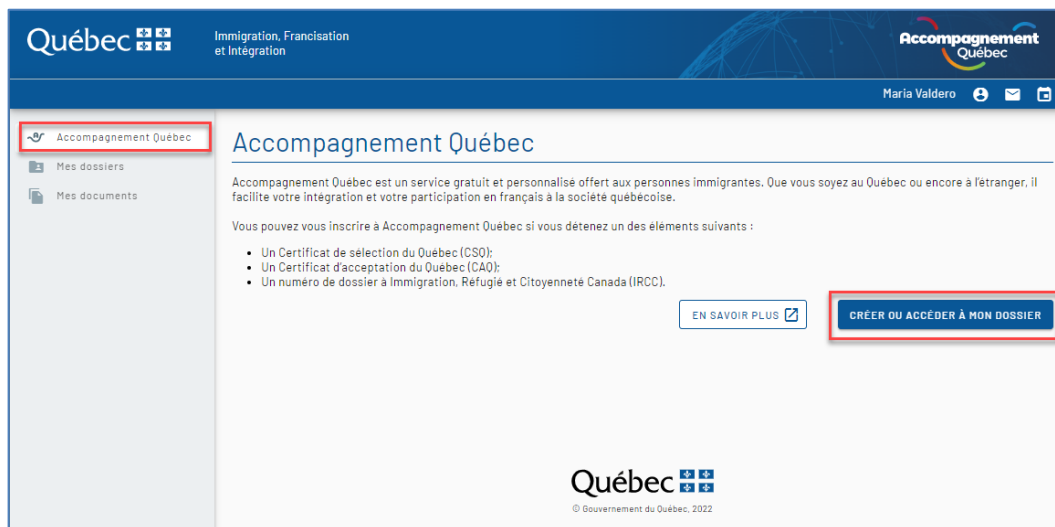 Québec
Immigration, Francisation
et Intégration
Accompagnement
Québec
Maria Valdero
Accompagnement Québec
Mes dossiers
Mes documents
Accompagnement Québec
Accompagnement Québec est un service gratuit et personnalisé offert aux personnes immigrantes. Que vous soyez au Québec ou encore à l'étranger, il
facilite votre intégration et votre participation en français à la société québécoise.
Vous pouvez vous inscrire à Accompagnement Québec si vous détenez un des éléments suivants :
• Un Certificat de sélection du Québec (CSQ);
• Un Certificat d'acceptation du Québec (CAQ);
• Un numéro de dossier à Immigration, Réfugié et Citoyenneté Canada (IRCC).
EN SAVOIR PLUS
CRÉER OU ACCÉDER À MON DOSSIER
Québec
© Gouvernement du Québec, 2022